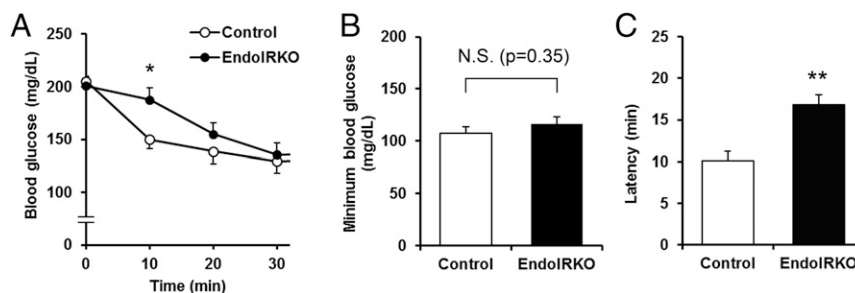 A
Blood glucose (mg/dL)
250
200
150
100
0
Control
EndoIRKO
*
0 10 20 30
Time (min)
B
Minimum blood glucose
(mg/dL)
200
150
100
50
0
N.S. (p=0.35)
Control EndoIRKO
C
Latency (min)
25
20
15
10
5
0
**
Control EndoIRKO